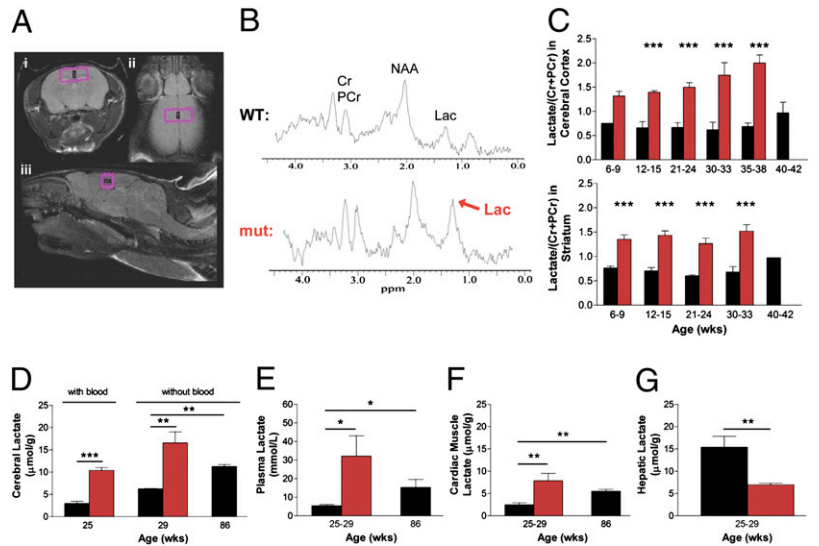 A
i
ii
iii
B
WT:
Cr
PCr
NAA
Lac
4.0 3.0 2.0 1.0 0.0
mut:
Lac
4.0 3.0 2.0 1.0 0.0
ppm
C
Lactate/(Cr+PCr) in
Cerebral Cortex
2.5
2.0
1.5
1.0
0.5
0.0
*** *** *** ***
6-9 12-15 21-24 30-33 35-38 40-42
Lactate/(Cr+PCr) in
Striatum
2.5
2.0
1.5
1.0
0.5
0.0
*** *** *** ***
6-9 12-15 21-24 30-33 40-42
Age (wks)
D
with blood without blood
Cerebral Lactate
(μmol/g)
25
20
15
10
5
0
***
**
**
25 29 86
Age (wks)
E
Plasma Lactate
(mmol/L)
60
50
40
30
20
10
0
*
*
25-29 86
Age (wks)
F
Cardiac Muscle
Lactate (μmol/g)
25
20
15
10
5
0
**
**
25-29 86
Age (wks)
G
Hepatic Lactate
(μmol/g)
25
20
15
10
5
0
**
25-29
Age (wks)